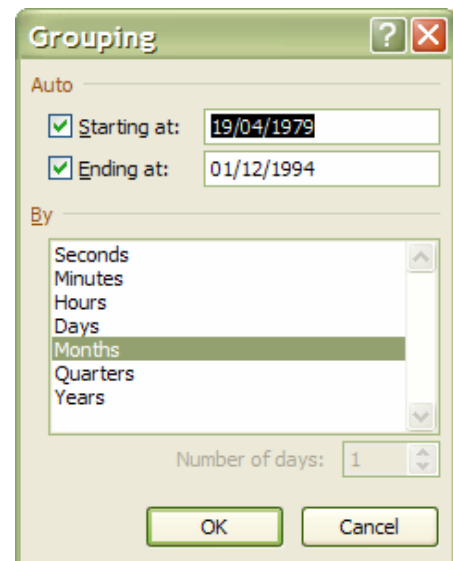 Grouping
Auto
Starting at: 19/04/1979
Ending at: 01/12/1994
By
Seconds
Minutes
Hours
Days
Months
Quarters
Years
Number of days: 1
OK Cancel